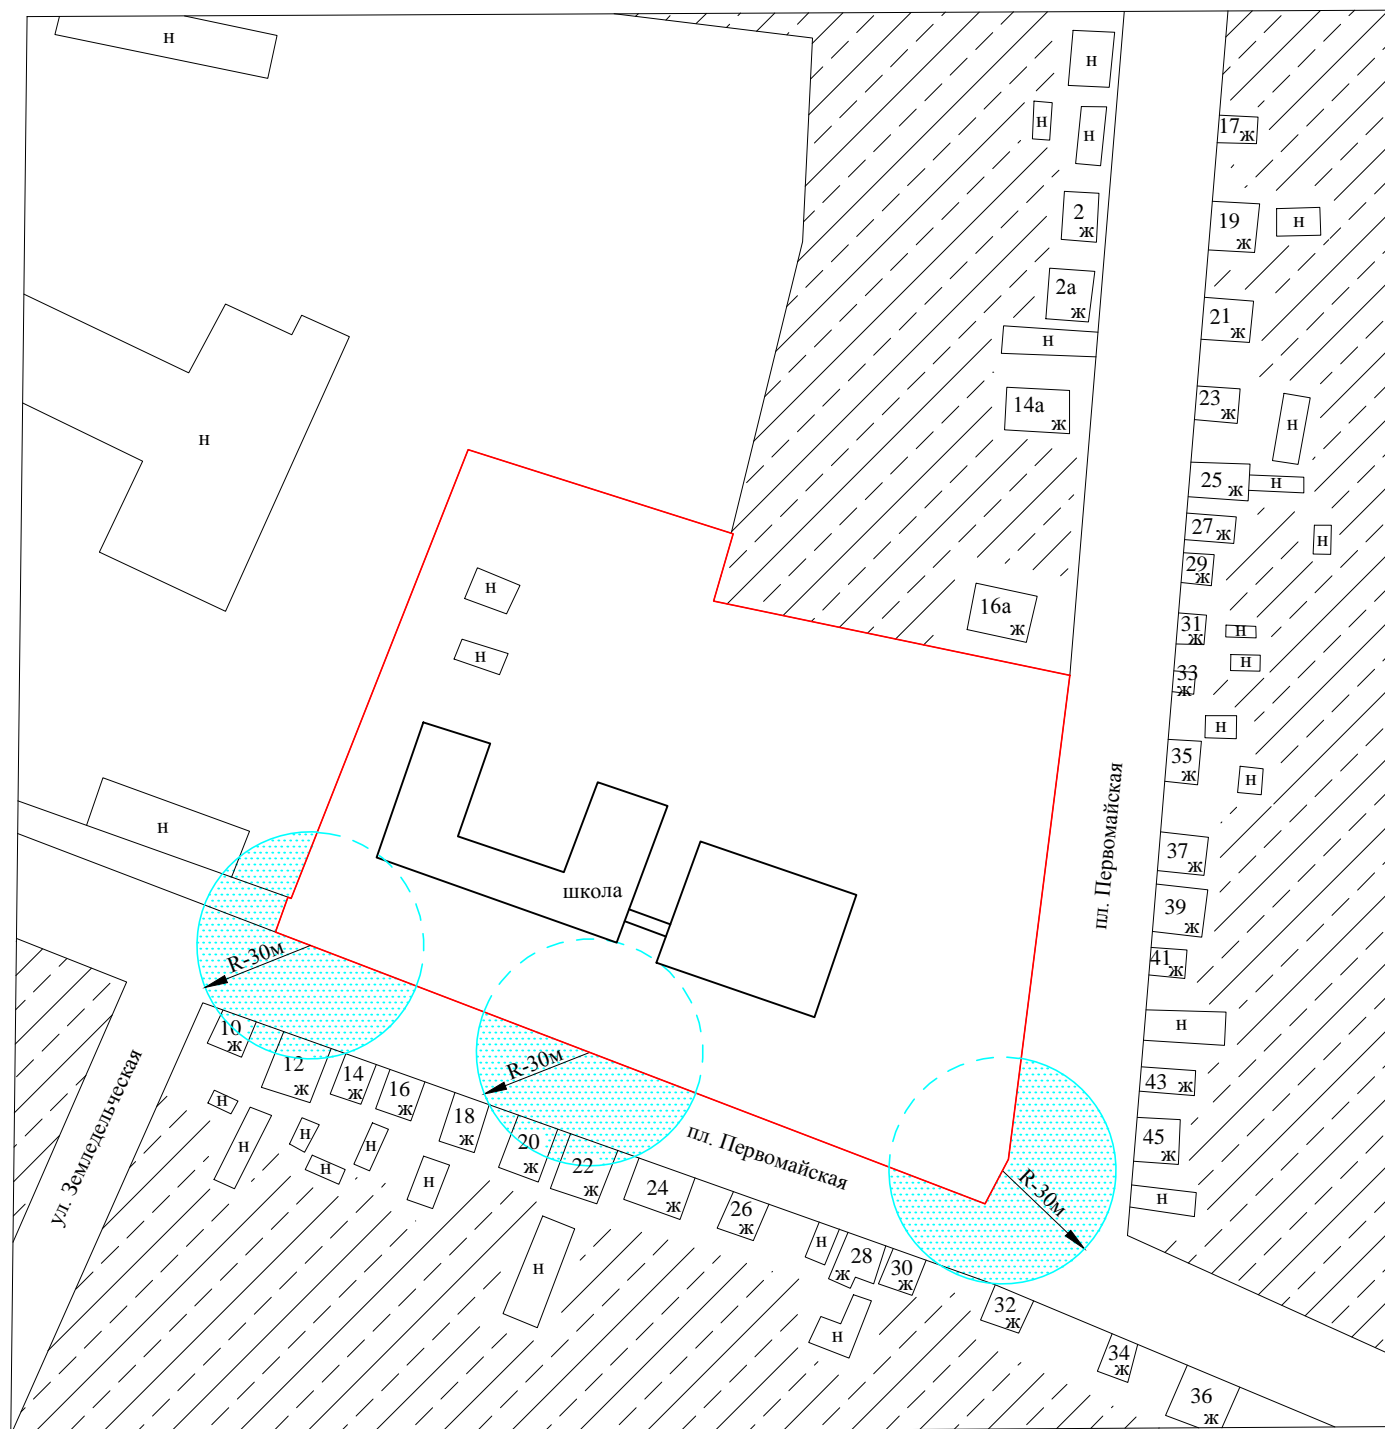 н
н
н
н
17
ж
2
ж
19
ж
н
2а
ж
21
ж
н
14а
ж
23
ж
н
н
25
ж
н
27
ж
н
29
ж
н
16а
ж
31
ж
н
н
н
33
ж
н
35
ж
н
пл. Первомайская
н
37
ж
школа
39
ж
41
ж
R-30м
R-30м
R-30м
10
ж
12
ж
14
ж
16
ж
18
ж
20
ж
22
ж
24
ж
26
ж
н
28
ж
30
ж
32
ж
34
ж
36
ж
н
43
ж
45
ж
н
пл. Первомайская
ул. Земледельческая
н
н
н
н
н
н
н
н